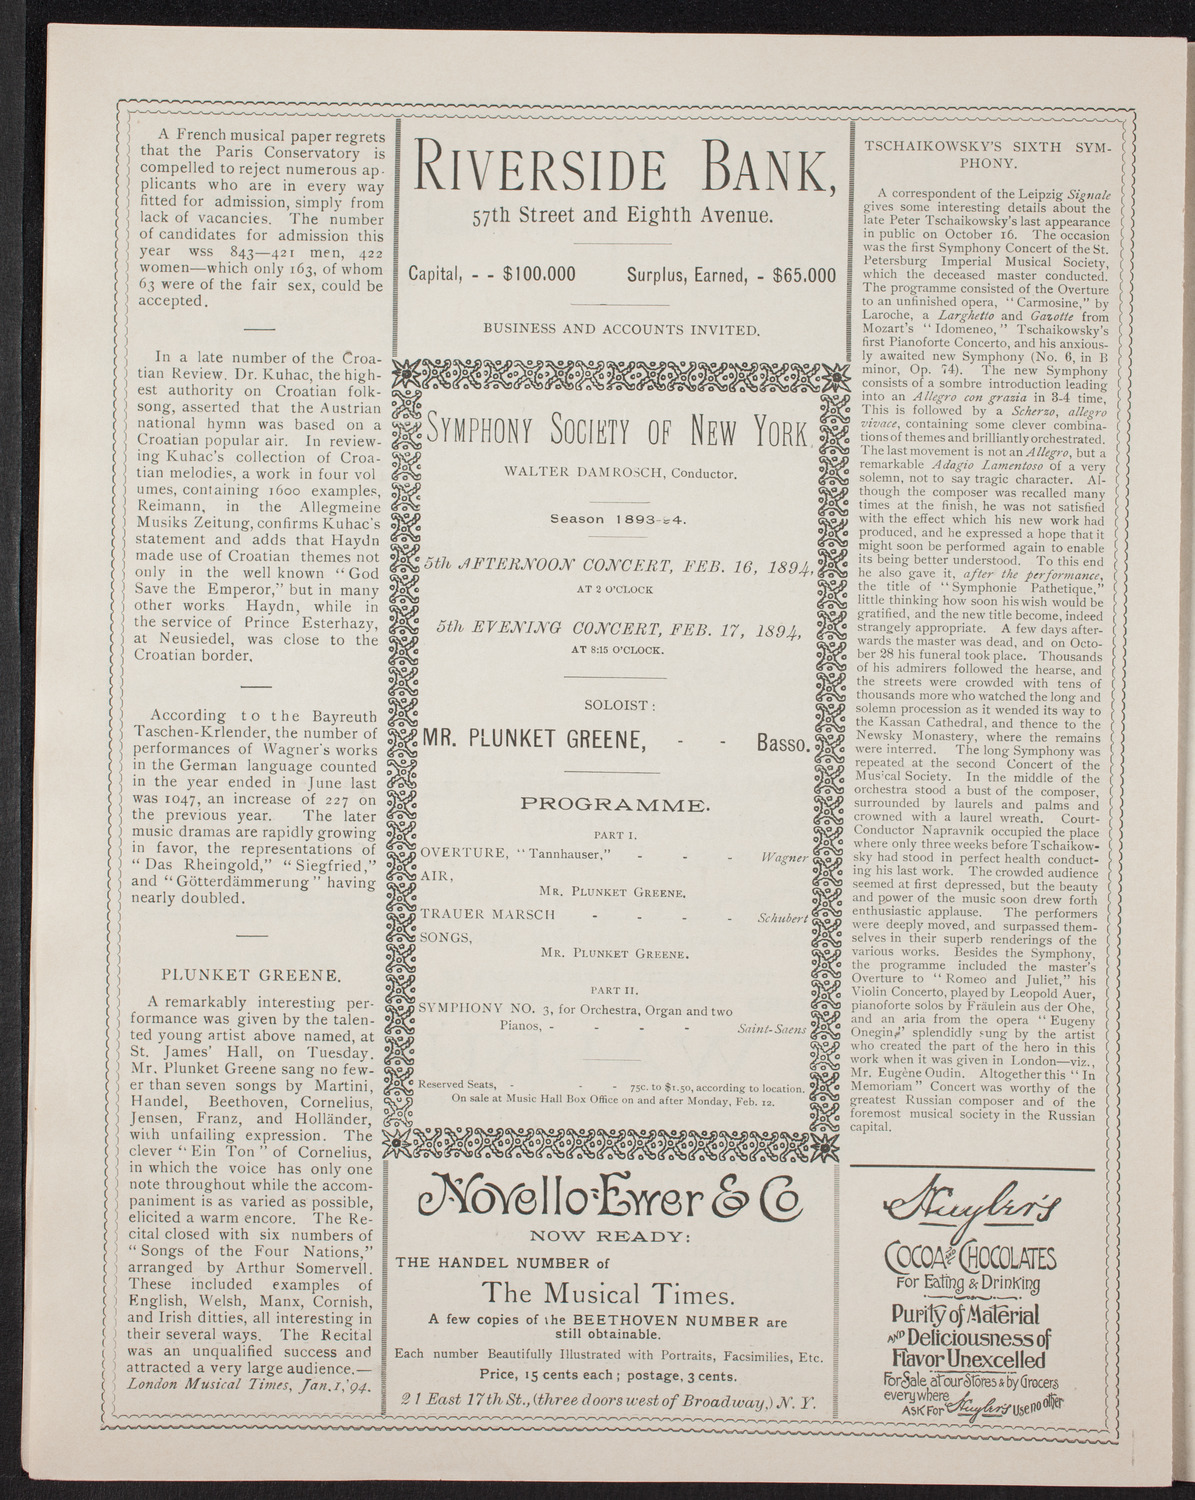 A French musical paper regrets
that the Paris Conservatory is
compelled to reject numerous ap-
plicants who are in every way
fitted for admission, simply from
lack of vacancies. The number
of candidates for admission this
year wss 843—421 men, 422
women—which only 163, of whom
63 were of the fair sex, could be
accepted.
In a late number of the Croa-
tian Review. Dr. Kuhac, the high-
est authority on Croatian folk-
song, asserted that the Austrian
national hymn was based on a
Croatian popular air. In review-
ing Kuhac's collection of Croa-
tian melodies, a work in four vol
umes, containing 1600 examples,
Reimann, in the Allegmeine
Musiks Zeitung, confirms Kuhac's
statement and adds that Haydn
made use of Croatian themes not
only in the well known "God
Save the Emperor," but in many
other works Haydn, while in
the service of Prince Esterhazy,
at Neusiedel, was close to the
Croatian border.
According to the Bayreuth
Taschen-Krlender, the number of
performances of Wagner's works
in the German language counted
in the year ended in June last
was 1047, an increase of 227 on
the previous year. The later
music dramas are rapidly growing
in favor, the representations of
"Das Rheingold," "Siegfried,"
and "Götterdämmerung" having
nearly doubled.
PLUNKET GREENE.
A remarkably interesting per-
formance was given by the talen-
ted young artist above named, at
St. James' Hall, on Tuesday.
Mr. Plunket Greene sang no few-
er than seven songs by Martini,
Handel, Beethoven, Cornelius,
Jensen, Franz, and Holländer,
with unfailing expression. The
clever "Ein Ton" of Cornelius,
in which the voice has only one
note throughout while the accom-
paniment is as varied as possible,
elicited a warm encore. The Re-
cital closed with six numbers of
"Songs of the Four Nations,"
arranged by Arthur Somervell.
These included examples of
English, Welsh, Manx, Cornish,
and Irish ditties, all interesting in
their several ways. The Recital
was an unqualified success and
attracted a very large audience.—
London Musical Times, Jan. 1, '94.
RIVERSIDE BANK,
57th Street and Eighth Avenue.
Capital, - - $100.000 Surplus, Earned, - $65.000
BUSINESS AND ACCOUNTS INVITED.
SYMPHONY SOCIETY OF NEW YORK
WALTER DAMROSCH, Conductor.
Season 1893-94.
5th AFTERNOON CONCERT, FEB. 16, 1894,
AT 2 O'CLOCK
5th EVENING CONCERT, FEB. 17, 1894,
AT 8:15 O'CLOCK.
SOLOIST:
MR. PLUNKET GREENE, - - Basso.
PROGRAMME.
PART I.
OVERTURE, "Tannhauser," - - - Wagner
AIR,
MR. PLUNKET GREENE.
TRAUER MARSCH - - - - Schubert
SONGS,
MR. PLUNKET GREENE.
PART II.
SYMPHONY NO. 3, for Orchestra, Organ and two
Pianos, - - - - Saint-Saens
Reserved Seats, - - - 75c. to $1.50, according to location.
On sale at Music Hall Box Office on and after Monday, Feb. 12.
Novello-Ewer & Co
NOW READY:
THE HANDEL NUMBER of
The Musical Times.
A few copies of the BEETHOVEN NUMBER are
still obtainable.
Each number Beautifully Illustrated with Portraits, Facsimilies, Etc.
Price, 15 cents each; postage, 3 cents.
21 East 17th St., (three doors west of Broadway,) N. Y.
TSCHAIKOWSKY'S SIXTH SYM-
PHONY.
A correspondent of the Leipzig Signale
gives some interesting details about the
late Peter Tschaikowsky's last appearance
in public on October 16. The occasion
was the first Symphony Concert of the St.
Petersburg Imperial Musical Society,
which the deceased master conducted.
The programme consisted of the Overture
to an unfinished opera, "Carmosine," by
Laroche, a Larghetto and Gavotte from
Mozart's "Idomeneo," Tschaikowsky's
first Pianoforte Concerto, and his anxious-
ly awaited new Symphony (No. 6, in B
minor, Op. 74). The new Symphony
consists of a sombre introduction leading
into an Allegro con grazia in 3-4 time,
This is followed by a Scherzo, allegro
vivace, containing some clever combina-
tions of themes and brilliantly orchestrated.
The last movement is not an Allegro, but a
remarkable Adagio Lamentoso of a very
solemn, not to say tragic character. Al-
though the composer was recalled many
times at the finish, he was not satisfied
with the effect which his new work had
produced, and he expressed a hope that it
might soon be performed again to enable
its being better understood. To this end
he also gave it, after the performance,
the title of "Symphonie Pathetique,"
little thinking how soon his wish would be
gratified, and the new title become, indeed
strangely appropriate. A few days after-
wards the master was dead, and on Octo-
ber 28 his funeral took place. Thousands
of his admirers followed the hearse, and
the streets were crowded with tens of
thousands more who watched the long and
solemn procession as it wended its way to
the Kassan Cathedral, and thence to the
Newsky Monastery, where the remains
were interred. The long Symphony was
repeated at the second Concert of the
Musical Society. In the middle of the
orchestra stood a bust of the composer,
surrounded by laurels and palms and
crowned with a laurel wreath. Court-
Conductor Napravnik occupied the place
where only three weeks before Tschaikow-
sky had stood in perfect health conduct-
ing his last work. The crowded audience
seemed at first depressed, but the beauty
and power of the music soon drew forth
enthusiastic applause. The performers
were deeply moved, and surpassed them-
selves in their superb renderings of the
various works. Besides the Symphony,
the programme included the master's
Overture to "Romeo and Juliet," his
Violin Concerto, played by Leopold Auer,
pianoforte solos by Fräulein aus der Ohe,
and an aria from the opera "Eugeny
Onegin," splendidly sung by the artist
who created the part of the hero in this
work when it was given in London—viz.,
Mr. Eugène Oudin. Altogether this "In
Memoriam" Concert was worthy of the
greatest Russian composer and of the
foremost musical society in the Russian
capital.
Huyler's
COCOA AND CHOCOLATES
For Eating & Drinking
Purity of Material
AND Deliciousness of
Flavor Unexcelled
For Sale at our Stores & by Grocers
everywhere
ASK FOR Huyler's Use no other